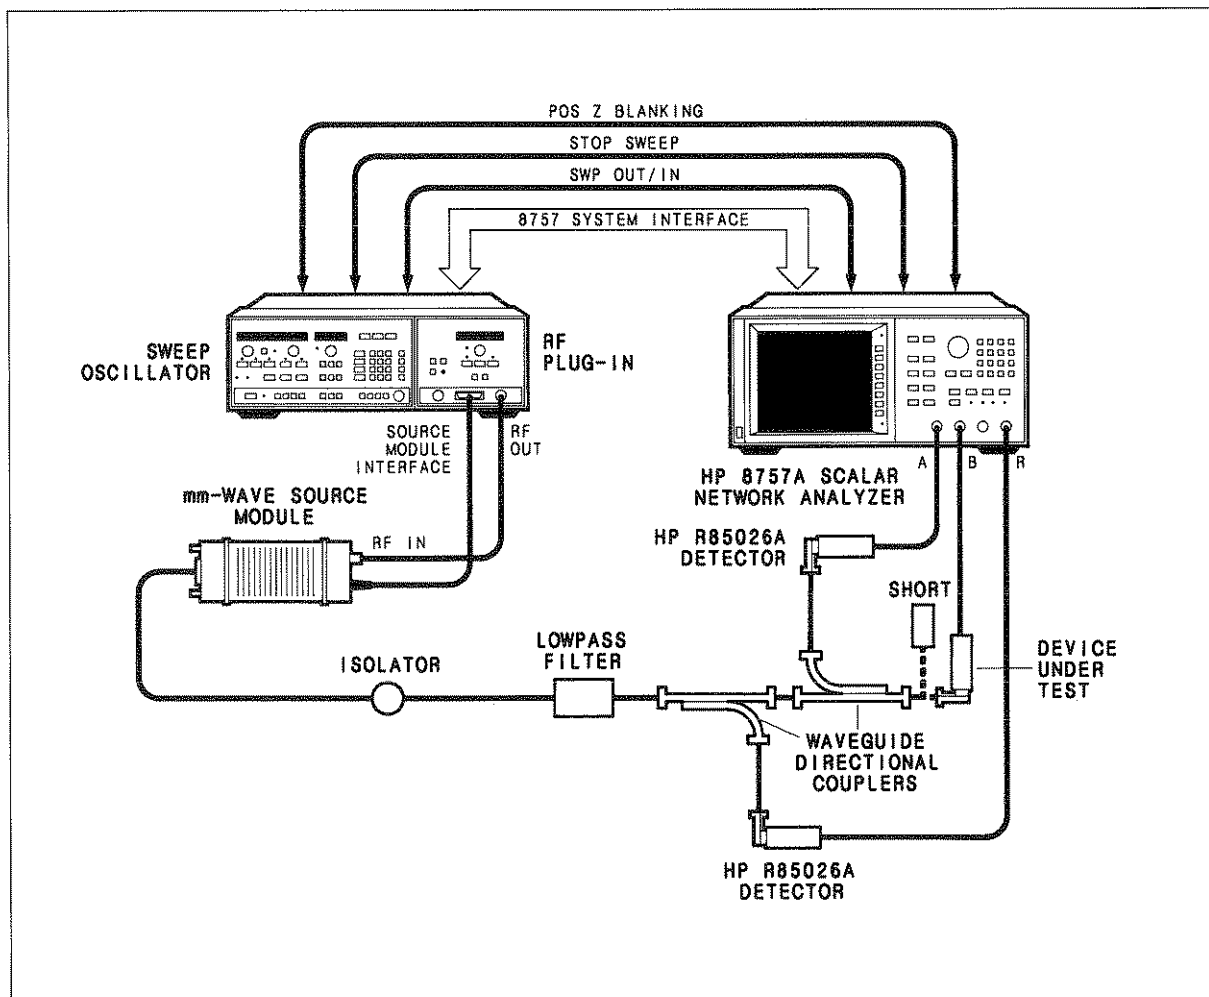 POS Z BLANKING
STOP SWEEP
SWP OUT/IN
8757 SYSTEM INTERFACE
SWEEP
OSCILLATOR
RF
PLUG-IN
SOURCE
MODULE
INTERFACE
RF
OUT
A
B
R
HP 8757A SCALAR
NETWORK ANALYZER
mm-WAVE SOURCE
MODULE
RF IN
HP R85026A
DETECTOR
SHORT
ISOLATOR
LOWPASS
FILTER
DEVICE
UNDER
TEST
WAVEGUIDE
DIRECTIONAL
COUPLERS
HP R85026A
DETECTOR